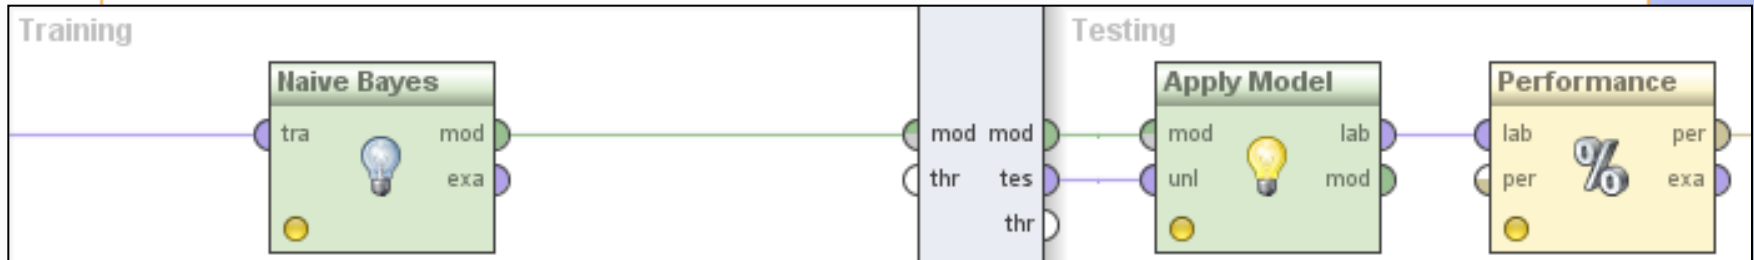 Training
Testing
Naive Bayes
tra mod
exa
mod mod
thr tes
thr
Apply Model
mod lab
unl mod
Performance
%
lab per
per exa